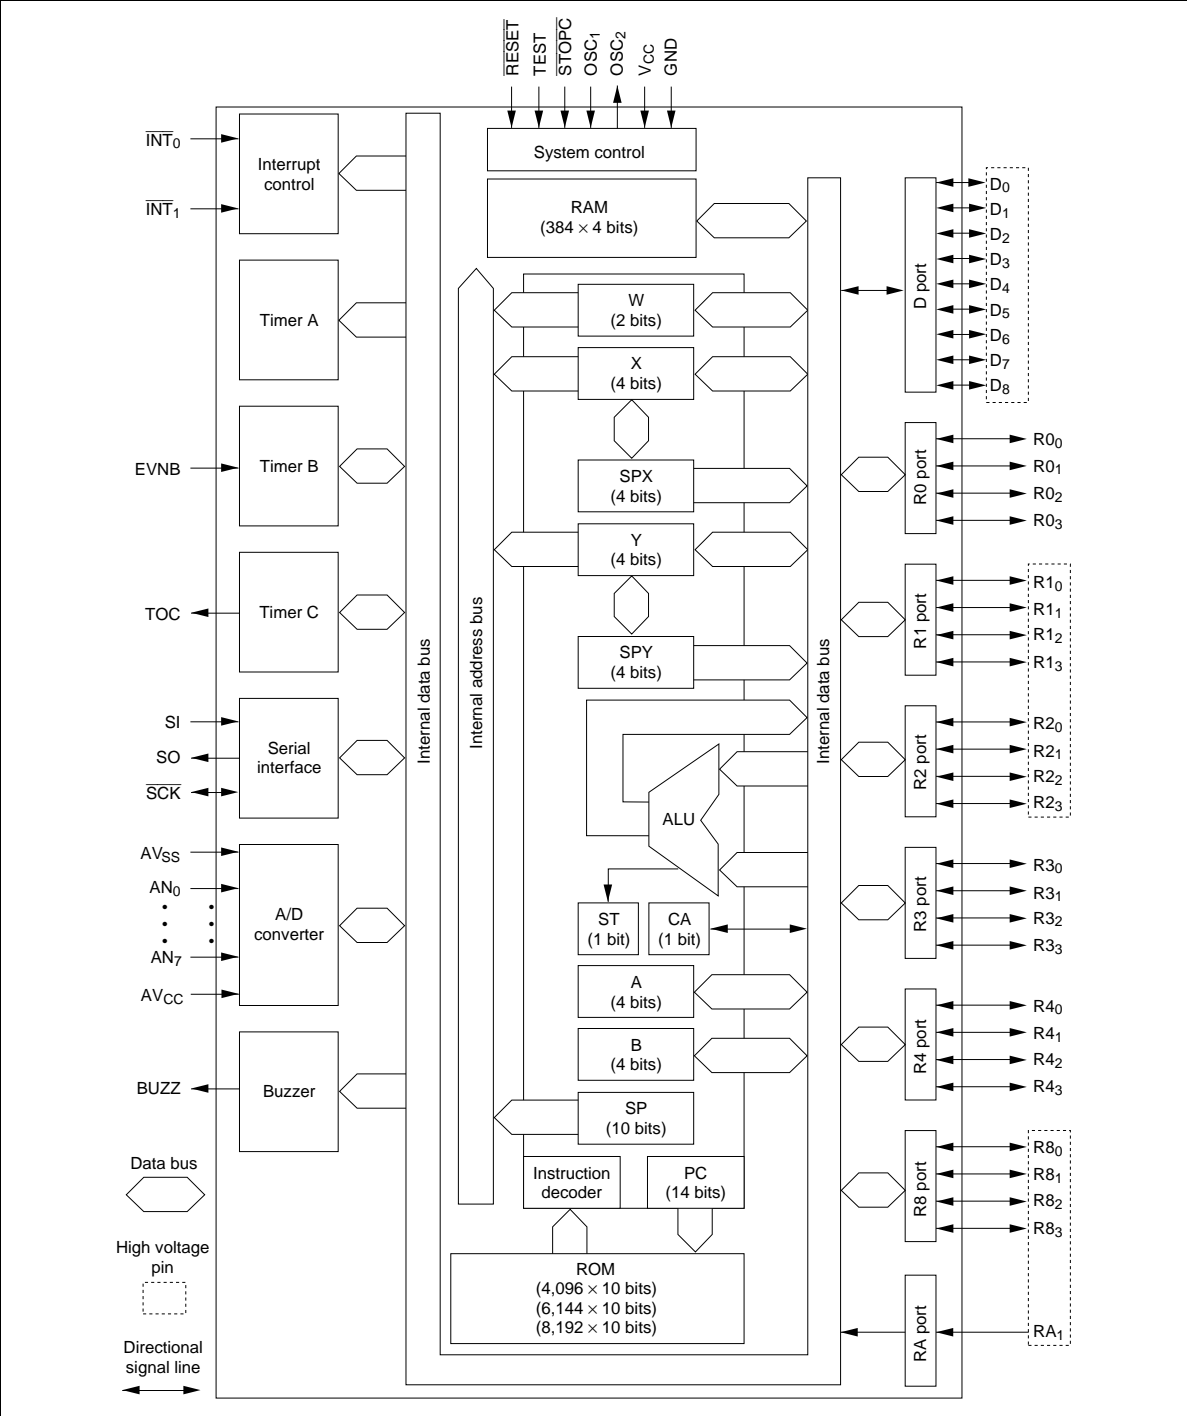 RESET
TEST
STOPC
OSC1
OSC2
VCC
GND
System control
INT0
INT1
Interrupt
control
RAM
(384 × 4 bits)
Timer A
W
(2 bits)
X
(4 bits)
SPX
(4 bits)
Y
(4 bits)
SPY
(4 bits)
EVNB
Timer B
TOC
Timer C
Internal data bus
Internal address bus
Internal data bus
SI
SO
SCK
Serial
interface
ALU
ST
(1 bit)
CA
(1 bit)
AVSS
AN0
AN7
AVCC
A/D
converter
A
(4 bits)
B
(4 bits)
SP
(10 bits)
BUZZ
Buzzer
Instruction
decoder
PC
(14 bits)
ROM
(4,096 × 10 bits)
(6,144 × 10 bits)
(8,192 × 10 bits)
D port
D0
D1
D2
D3
D4
D5
D6
D7
D8
R0 port
R00
R01
R02
R03
R1 port
R10
R11
R12
R13
R2 port
R20
R21
R22
R23
R3 port
R30
R31
R32
R33
R4 port
R40
R41
R42
R43
R8 port
R80
R81
R82
R83
RA port
RA1
Data bus
High voltage
pin
Directional
signal line